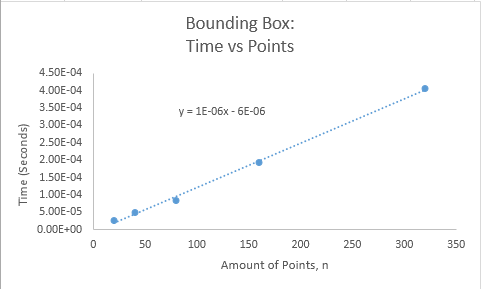 Bounding Box:
Time vs Points
4.50E-04
4.00E-04
3.50E-04
3.00E-04
2.50E-04
2.00E-04
1.50E-04
1.00E-04
5.00E-05
0.00E+00
Time (Seconds)
y = 1E-06x - 6E-06
0 50 100 150 200 250 300 350
Amount of Points, n